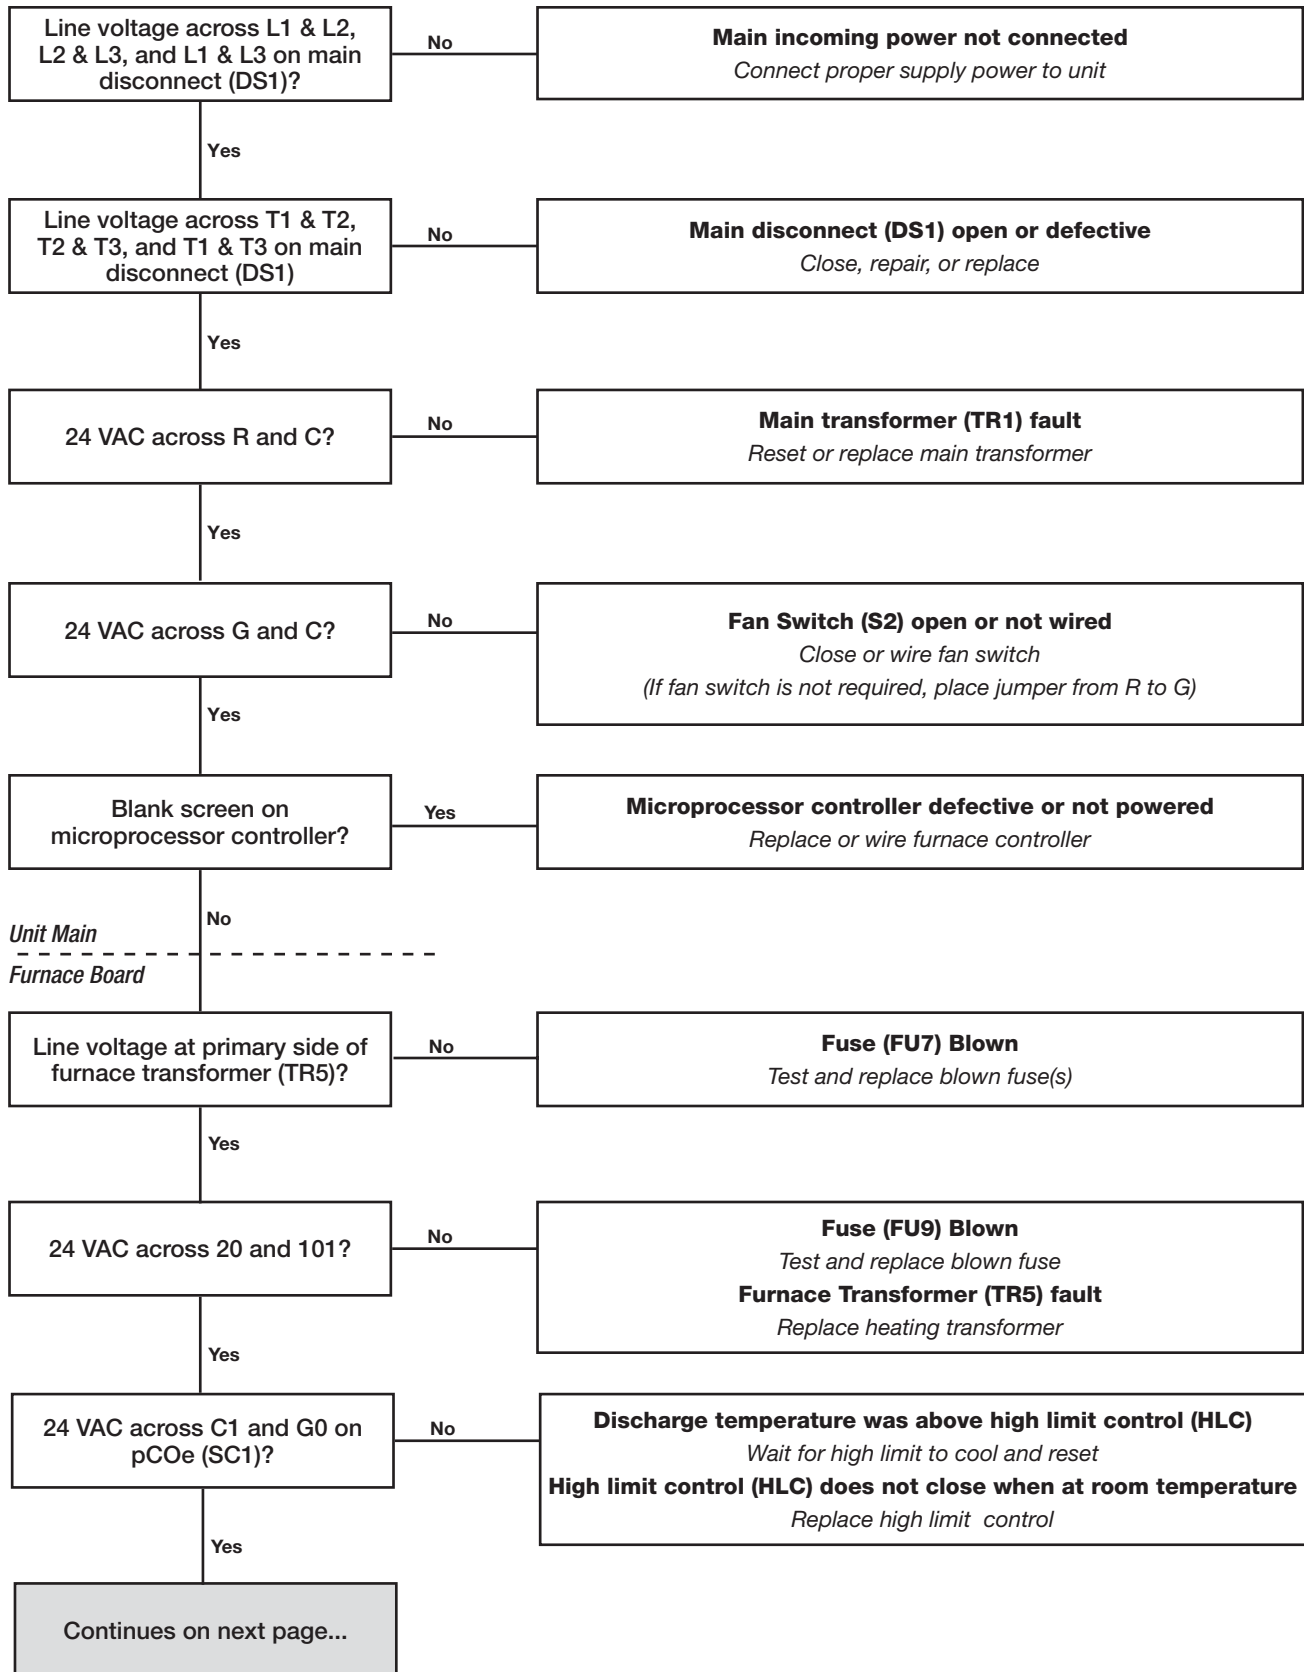 Line voltage across L1 & L2,
L2 & L3, and L1 & L3 on main
disconnect (DS1)?
No
Main incoming power not connected
Connect proper supply power to unit
Yes
Line voltage across T1 & T2,
T2 & T3, and T1 & T3 on main
disconnect (DS1)
No
Main disconnect (DS1) open or defective
Close, repair, or replace
Yes
24 VAC across R and C?
No
Main transformer (TR1) fault
Reset or replace main transformer
Yes
24 VAC across G and C?
No
Fan Switch (S2) open or not wired
Close or wire fan switch
(If fan switch is not required, place jumper from R to G)
Yes
Blank screen on
microprocessor controller?
Yes
Microprocessor controller defective or not powered
Replace or wire furnace controller
No
Unit Main
Furnace Board
Line voltage at primary side of
furnace transformer (TR5)?
No
Fuse (FU7) Blown
Test and replace blown fuse(s)
Yes
24 VAC across 20 and 101?
No
Fuse (FU9) Blown
Test and replace blown fuse
Furnace Transformer (TR5) fault
Replace heating transformer
Yes
24 VAC across C1 and G0 on
pCOe (SC1)?
No
Discharge temperature was above high limit control (HLC)
Wait for high limit to cool and reset
High limit control (HLC) does not close when at room temperature
Replace high limit control
Yes
Continues on next page...